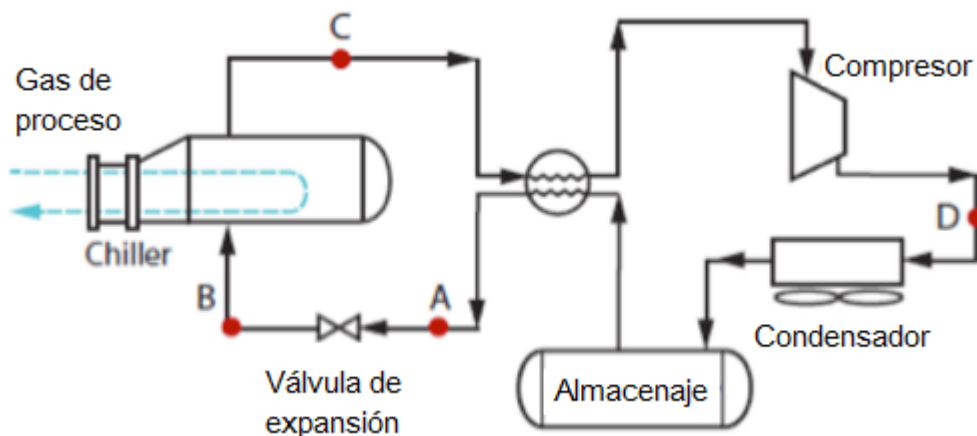 C
Gas de
proceso
Compresor
D
Chiller
B
A
Condensador
Válvula de
expansión
Almacenaje